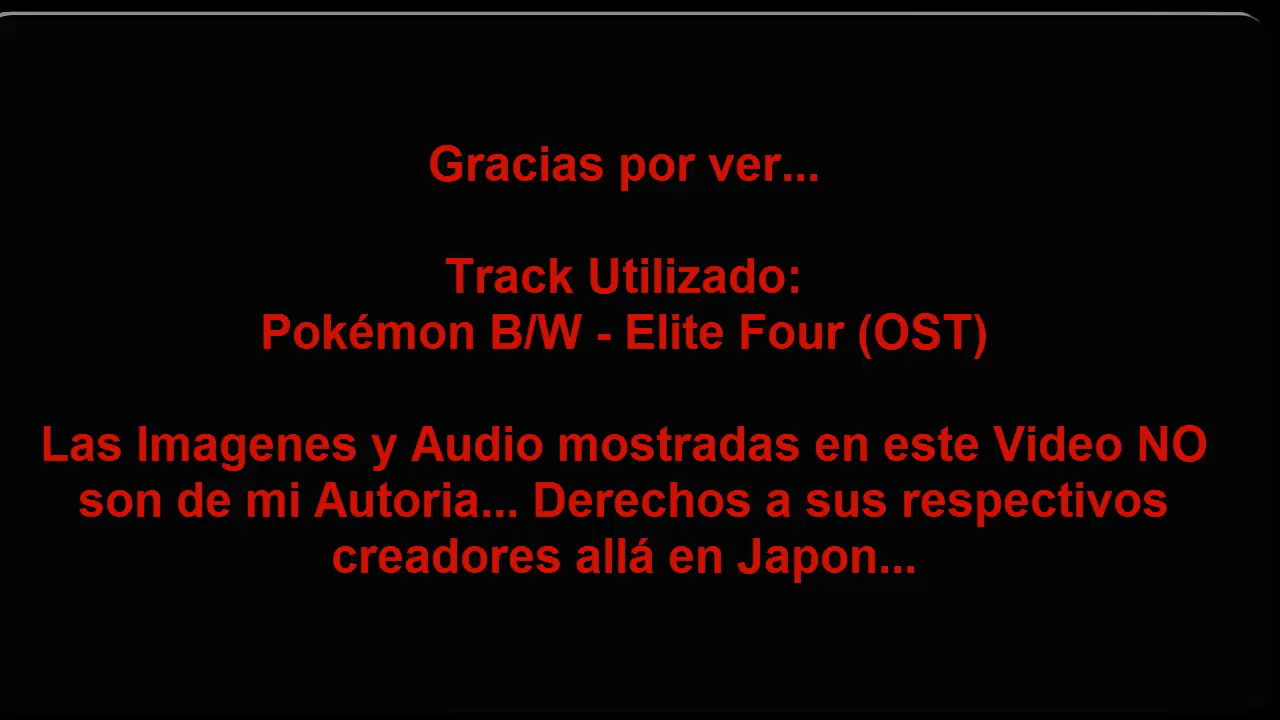 Gracias por ver...
Track Utilizado:
Pokémon B/W - Elite Four (OST)
Las Imagenes y Audio mostradas en este Video NO
son de mi Autoria... Derechos a sus respectivos
creadores allá en Japon...